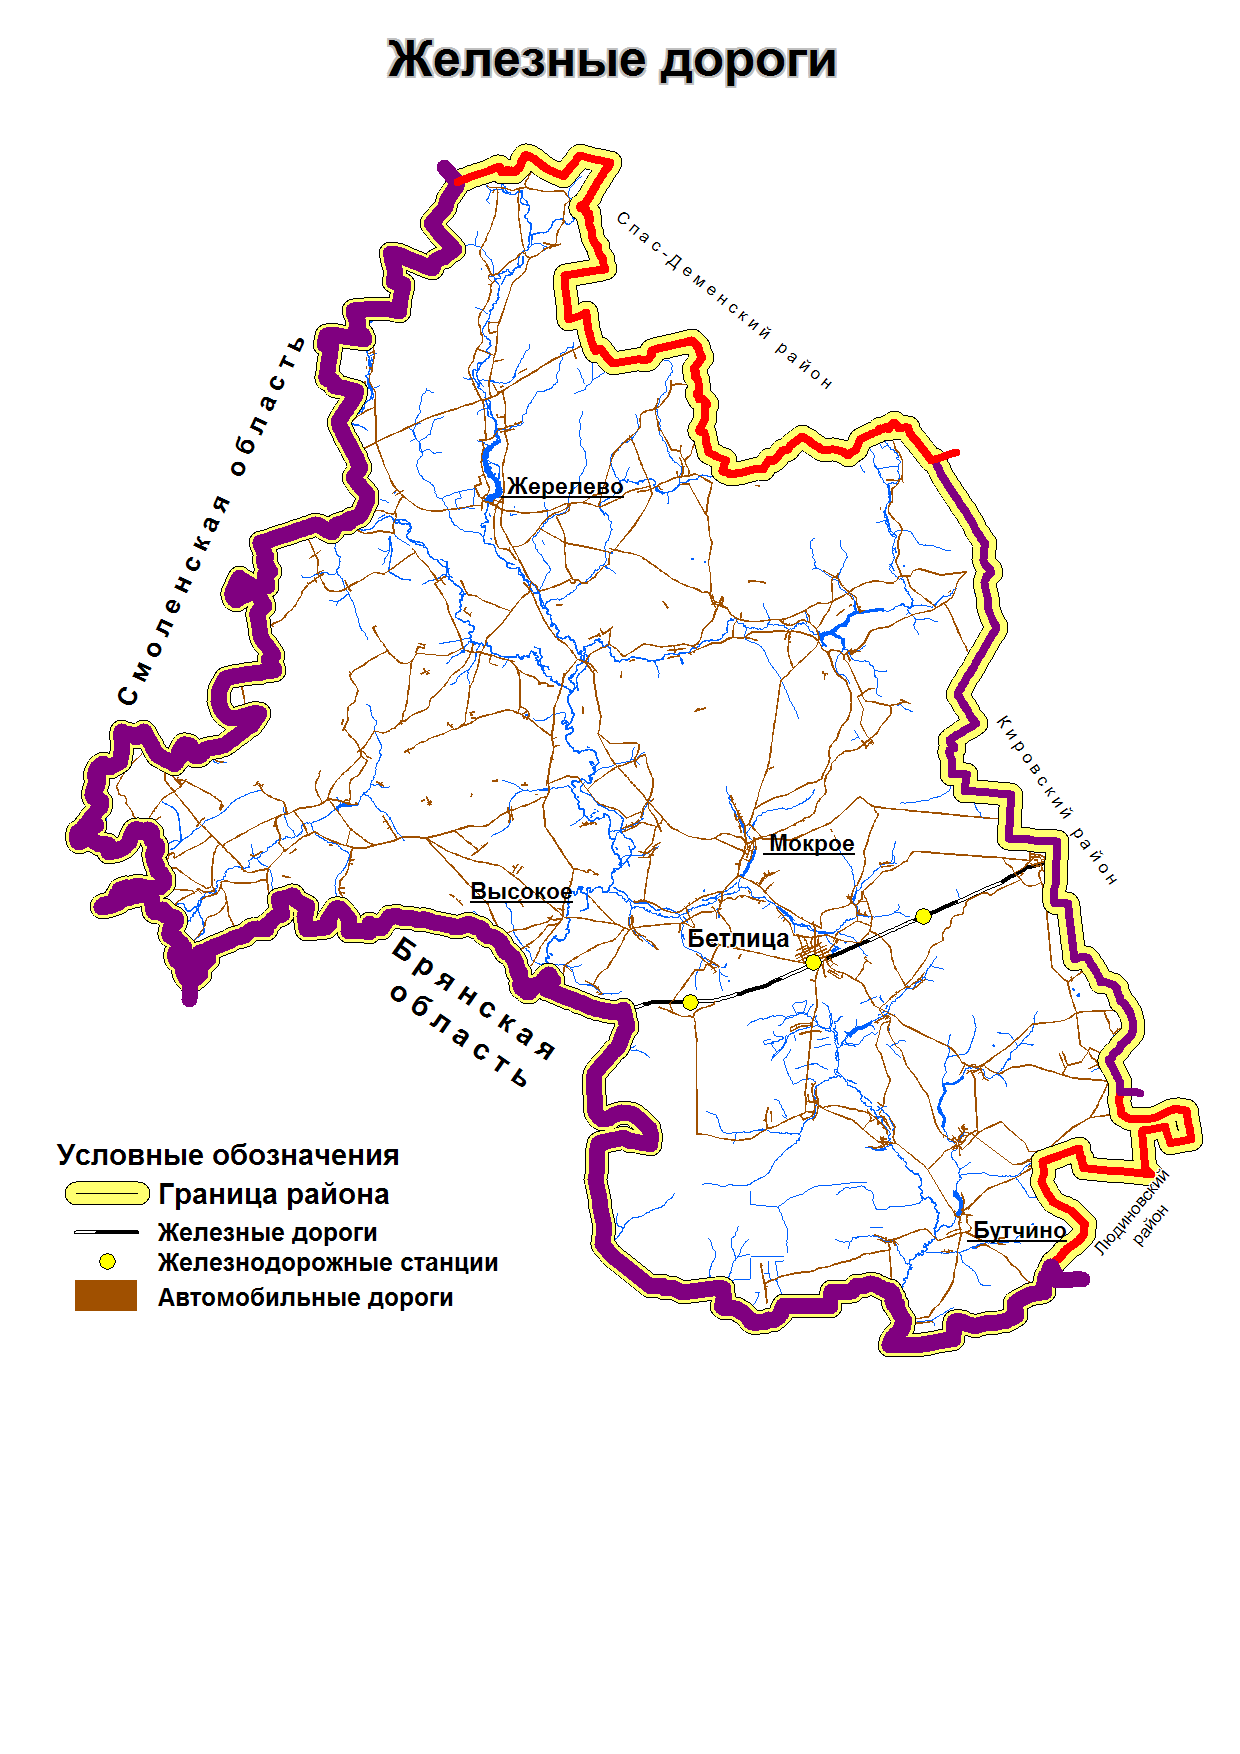 Железные дороги
Спас-Деменский район
Смоленская область
Жерелево
Кировский район
Мокрое
Высокое
Бетлица
Брянская
область
Людиновский
район
Бутчино
Условные обозначения
Граница района
Железные дороги
Железнодорожные станции
Автомобильные дороги